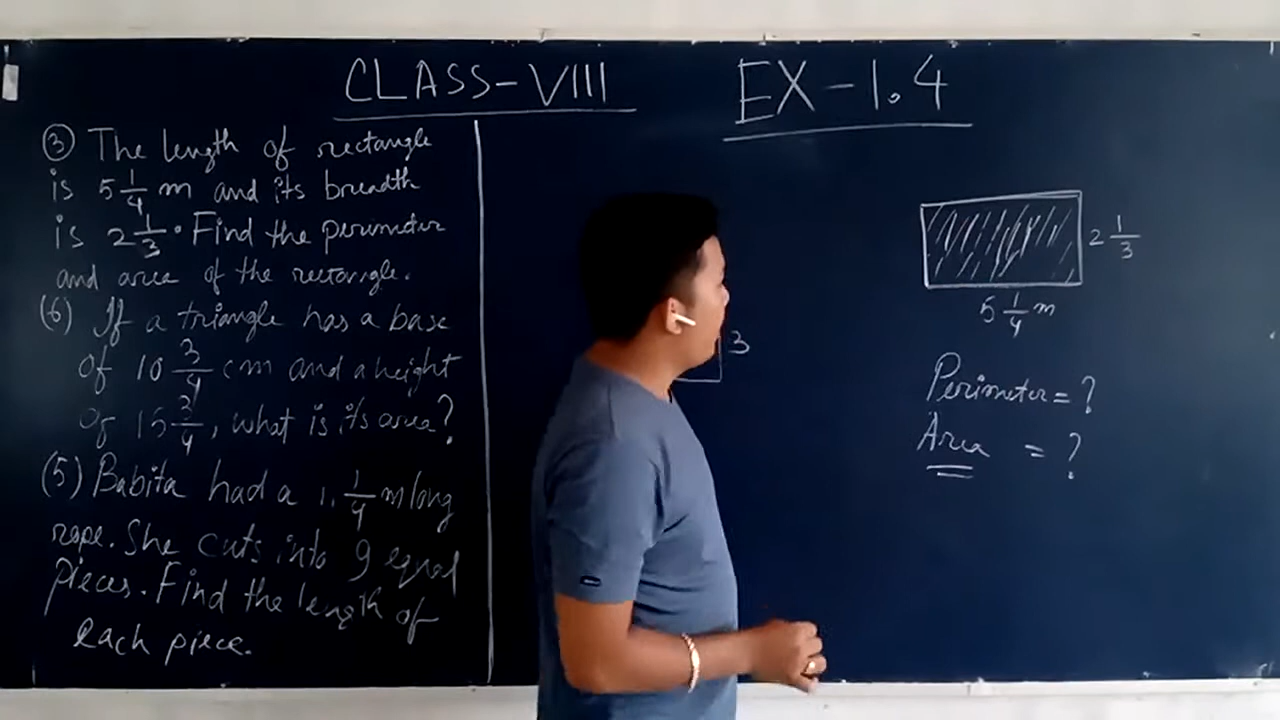 CLASS-VIII
EX-1.4
③ The length of rectangle
is 5 1/4 m and its breadth
is 2 1/3. Find the perimeter
and area of the rectangle.
(6) If a triangle has a base
of 10 3/4 cm and a height
of 15 3/4, what is its area?
(5) Babita had a 1. 1/4 m long
rope. She cuts into 9 equal
pieces. Find the length of
each piece.
3
2 1/3
5 1/4 m
Perimeter = ?
Area = ?